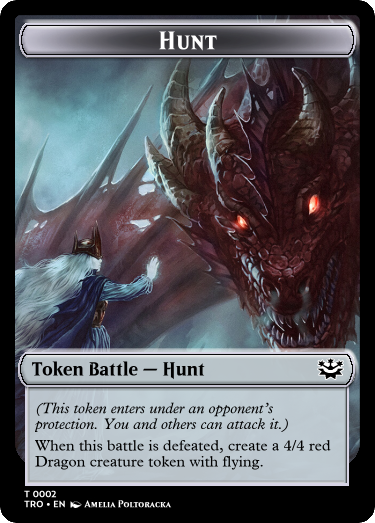 Hunt
Token Battle — Hunt
(This token enters under an opponent's
protection. You and others can attack it.)
When this battle is defeated, create a 4/4 red
Dragon creature token with flying.
T 0002
TRO • EN Amelia Poltoracka